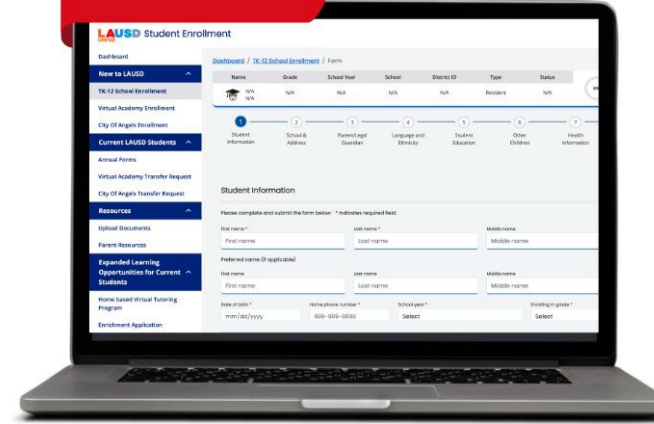 LAUSD Student Enrollment
UNIFIED
Dashboard
New to LAUSD
TK-12 School Enrollment
Virtual Academy Enrollment
City Of Angels Enrollment
Current LAUSD Students
Annual Forms
Virtual Academy Transfer Request
City Of Angels Transfer Request
Resources
Upload Documents
Parent Resources
Expanded Learning
Opportunities for Current
Students
Home based Virtual Tutoring
Program
Enrichment Application
Dashboard / TK-12 School Enrollment / Form
Name Grade School Year School District ID Type Status
N/A N/A N/A N/A N/A Resident N/A
N/A
1 2 3 4 5 6 7
Student School & Parent/Legal Language and Student Other Health
Information Address Guardian Ethnicity Education Children Information
Student Information
Please complete and submit the form below. * indicates required field.
First name * Last name * Middle name
First name Last name Middle name
Preferred name (if applicable)
First name Last name Middle name
First name Last name Middle name
Date of birth * Home phone number * School year * Enrolling in grade *
mm/dd/yyyy 999-999-9999 Select Select